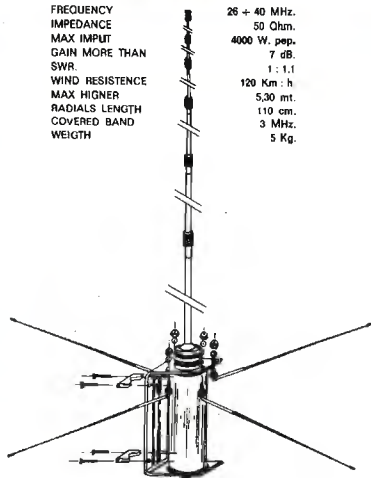 FREQUENCY 26 ÷ 40 MHz.
IMPEDANCE 50 Ohm.
MAX IMPUT 4000 W. pep.
GAIN MORE THAN 7 dB.
SWR. 1 : 1.1
WIND RESISTENCE 120 Km : h
MAX HIGNER 5,30 mt.
RADIALS LENGTH 110 cm.
COVERED BAND 3 MHz.
WEIGTH 5 Kg.